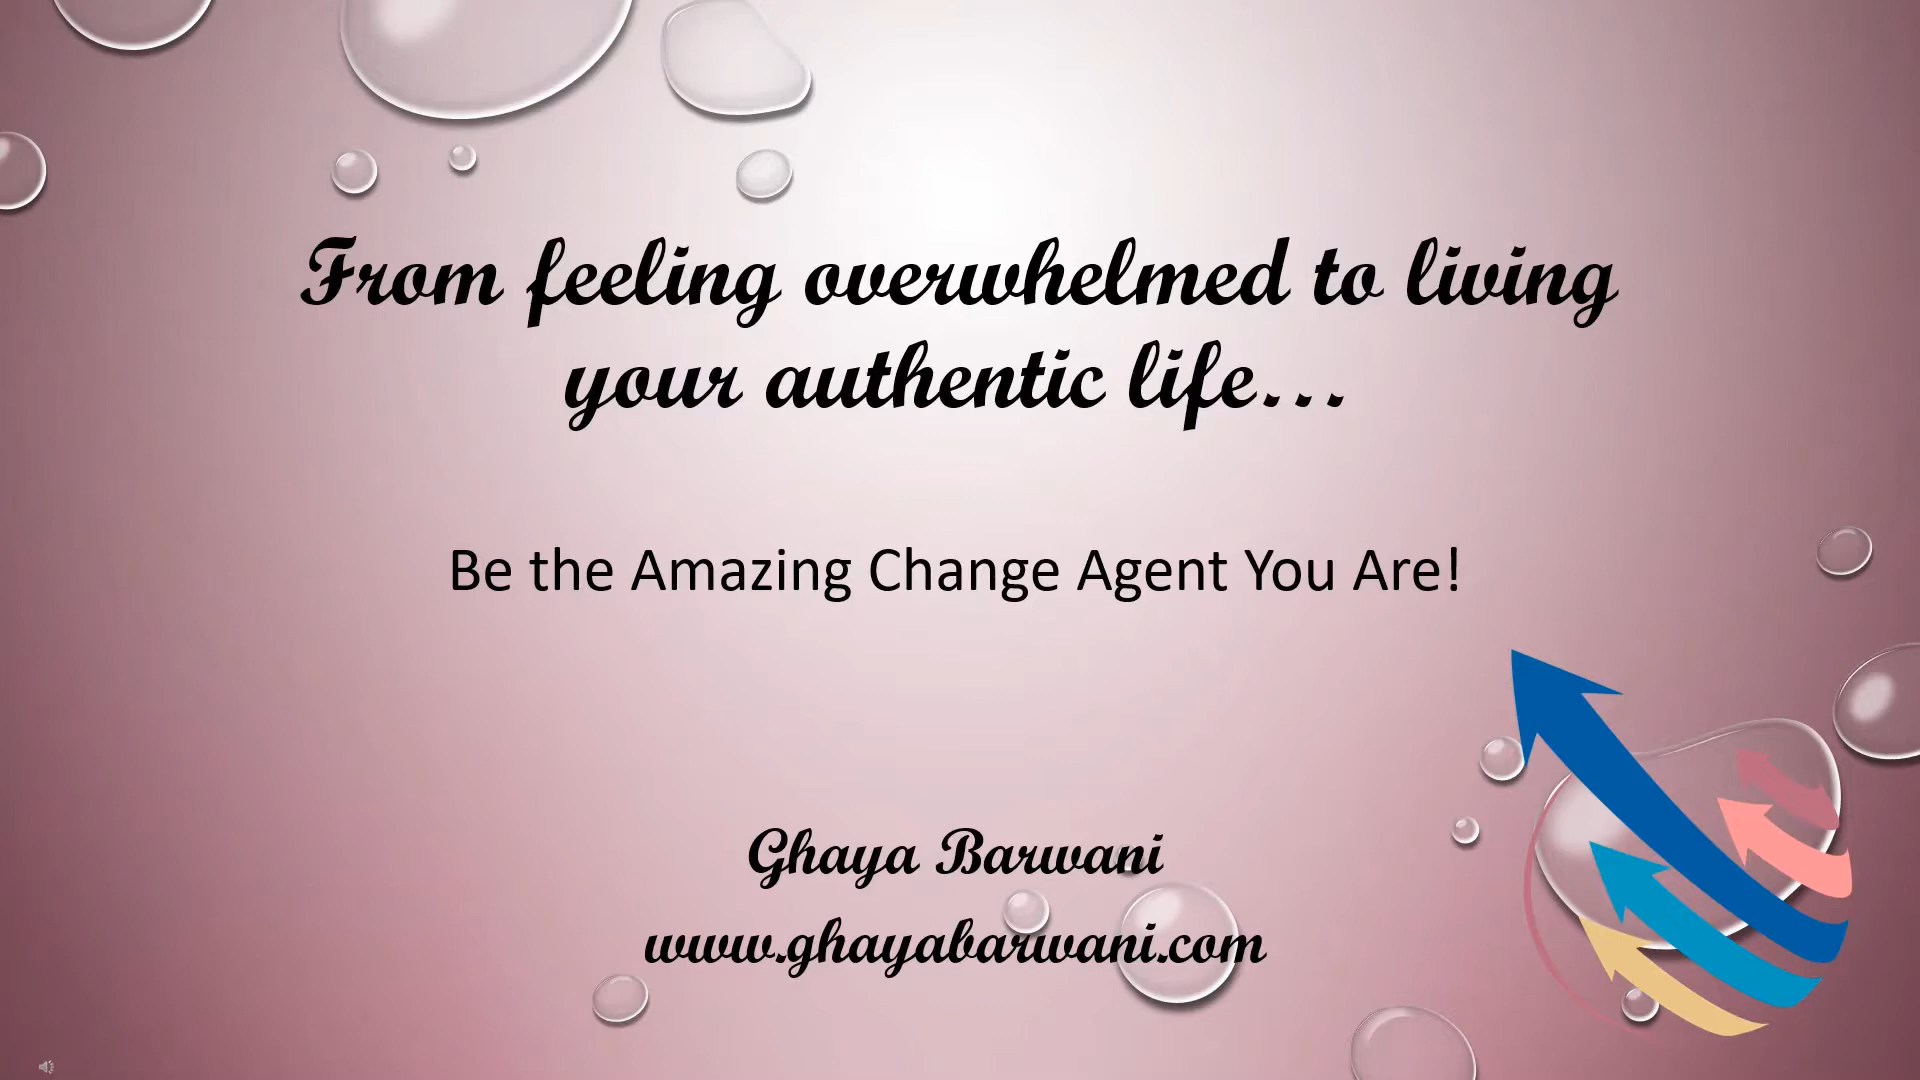 From feeling overwhelmed to living
your authentic life...
Be the Amazing Change Agent You Are!
Ghaya Barwani
www.ghayabarwani.com